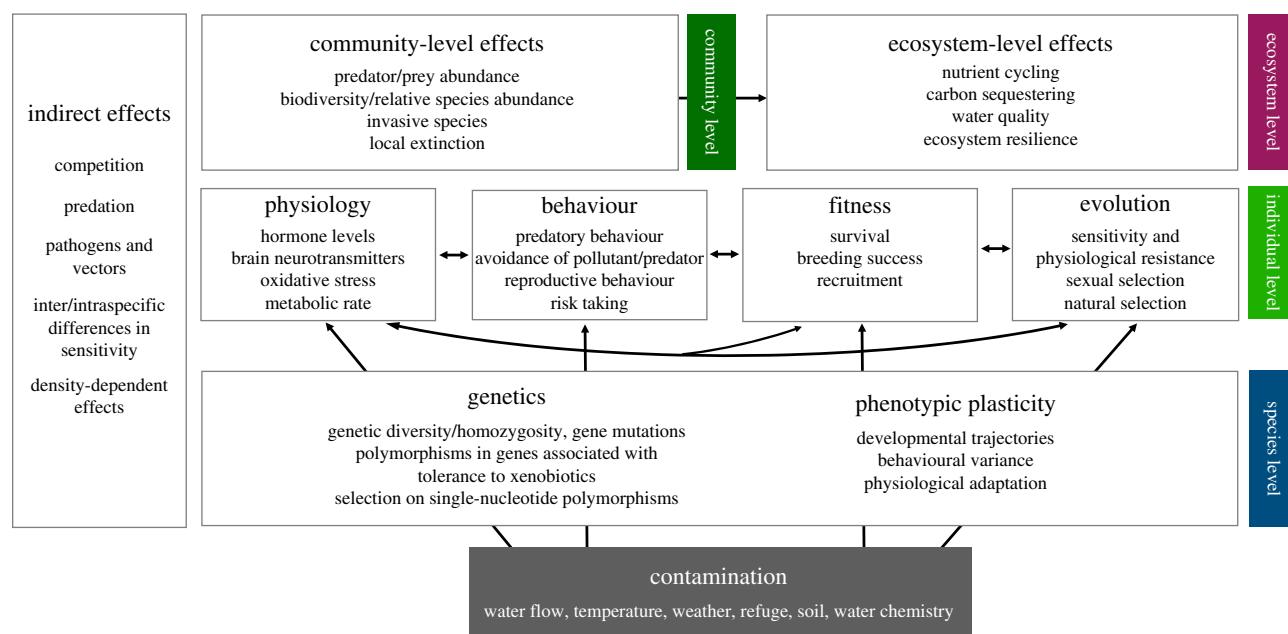 indirect effects
competition
predation
pathogens and
vectors
inter/intraspecific
differences in
sensitivity
density-dependent
effects
community-level effects
predator/prey abundance
biodiversity/relative species abundance
invasive species
local extinction
community level
ecosystem-level effects
nutrient cycling
carbon sequestering
water quality
ecosystem resilience
ecosystem level
physiology
hormone levels
brain neurotransmitters
oxidative stress
metabolic rate
behaviour
predatory behaviour
avoidance of pollutant/predator
reproductive behaviour
risk taking
fitness
survival
breeding success
recruitment
evolution
sensitivity and
physiological resistance
sexual selection
natural selection
individual level
genetics
genetic diversity/homozygosity, gene mutations
polymorphisms in genes associated with
tolerance to xenobiotics
selection on single-nucleotide polymorphisms
phenotypic plasticity
developmental trajectories
behavioural variance
physiological adaptation
species level
contamination
water flow, temperature, weather, refuge, soil, water chemistry